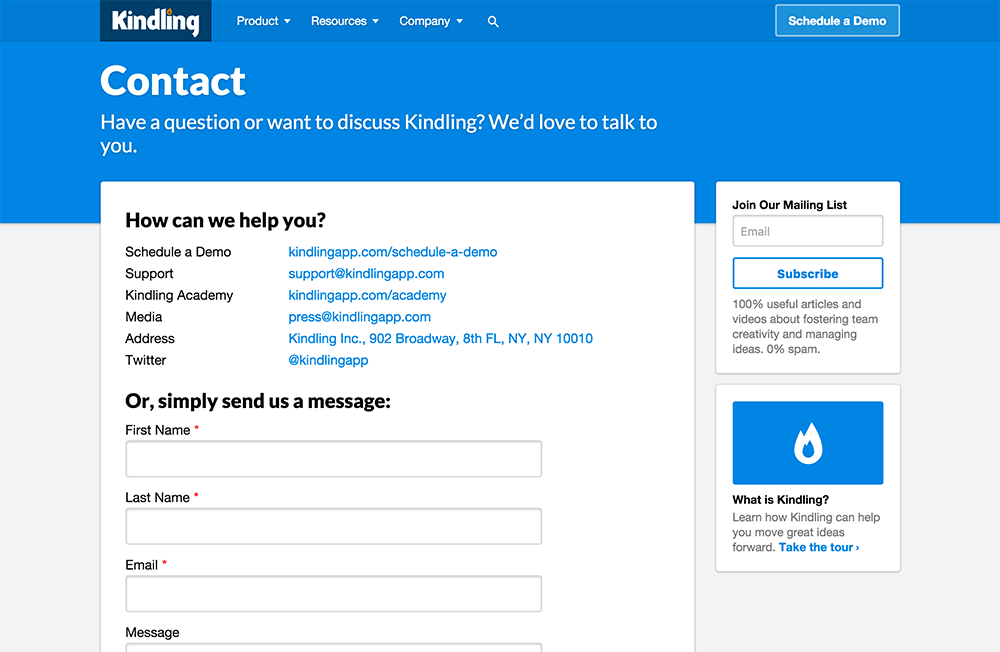 Kindling
Product
Resources
Company
Schedule a Demo
Contact
Have a question or want to discuss Kindling? We’d love to talk to
you.
How can we help you?
Schedule a Demo kindlingapp.com/schedule-a-demo
Support support@kindlingapp.com
Kindling Academy kindlingapp.com/academy
Media press@kindlingapp.com
Address Kindling Inc., 902 Broadway, 8th FL, NY, NY 10010
Twitter @kindlingapp
Or, simply send us a message:
First Name *
Last Name *
Email *
Message
Join Our Mailing List
Email
Subscribe
100% useful articles and
videos about fostering team
creativity and managing
ideas. 0% spam.
What is Kindling?
Learn how Kindling can help
you move great ideas
forward. Take the tour ›